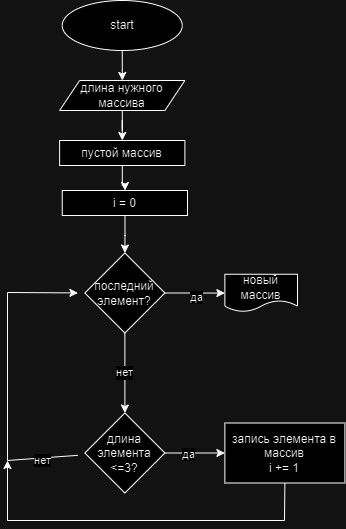 start
длина нужного
массива
пустой массив
i = 0
последний
элемент?
да
новый
массив
нет
длина
элемента
<=3?
да
запись элемента в
массив
i += 1
нет